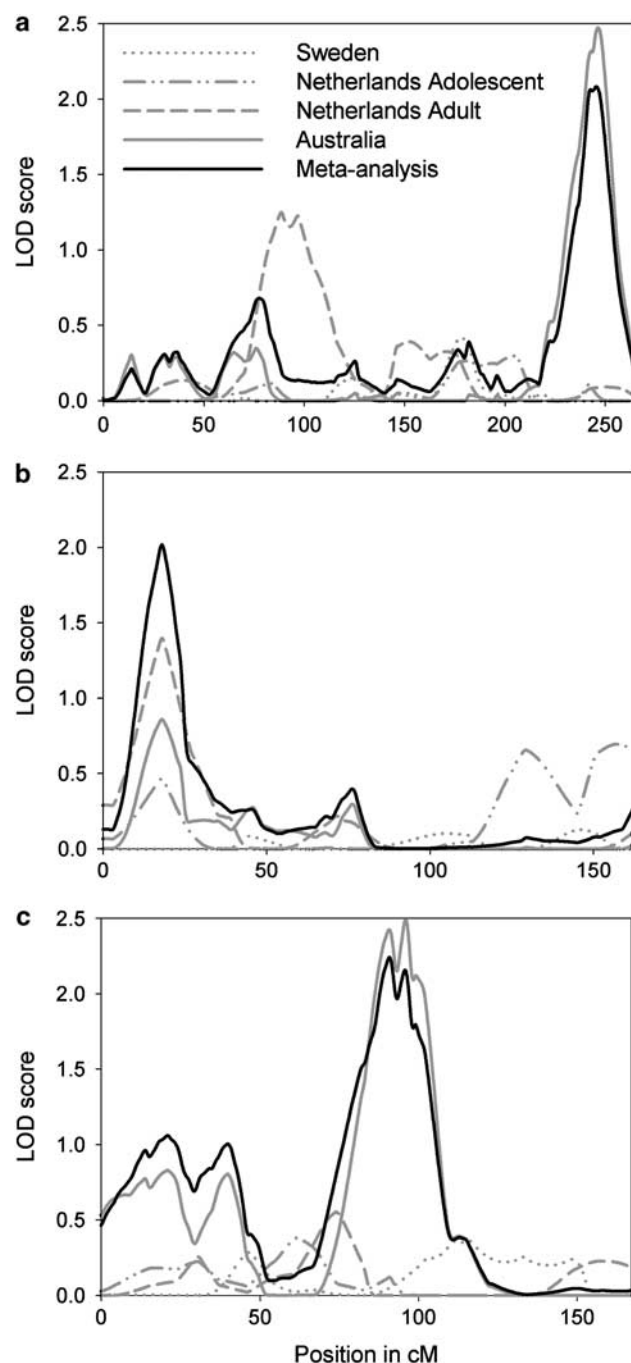 a
2.5
2.0
1.5
1.0
0.5
0.0
LOD score
Sweden
Netherlands Adolescent
Netherlands Adult
Australia
Meta-analysis
0 50 100 150 200 250
b
2.5
2.0
1.5
1.0
0.5
0.0
LOD score
0 50 100 150
c
2.5
2.0
1.5
1.0
0.5
0.0
LOD score
0 50 100 150
Position in cM